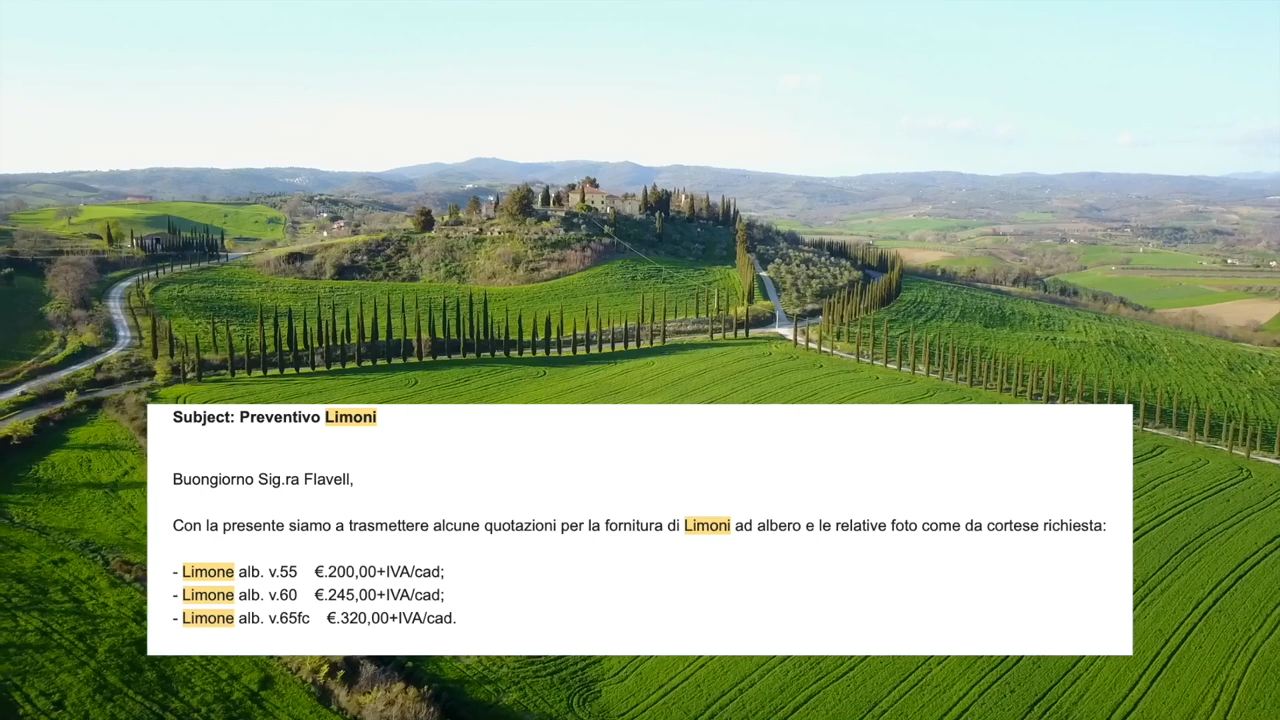 Subject: Preventivo Limoni
Buongiorno Sig.ra Flavell,
Con la presente siamo a trasmettere alcune quotazioni per la fornitura di Limoni ad albero e le relative foto come da cortese richiesta:
- Limone alb. v.55 €.200,00+IVA/cad;
- Limone alb. v.60 €.245,00+IVA/cad;
- Limone alb. v.65fc €.320,00+IVA/cad.